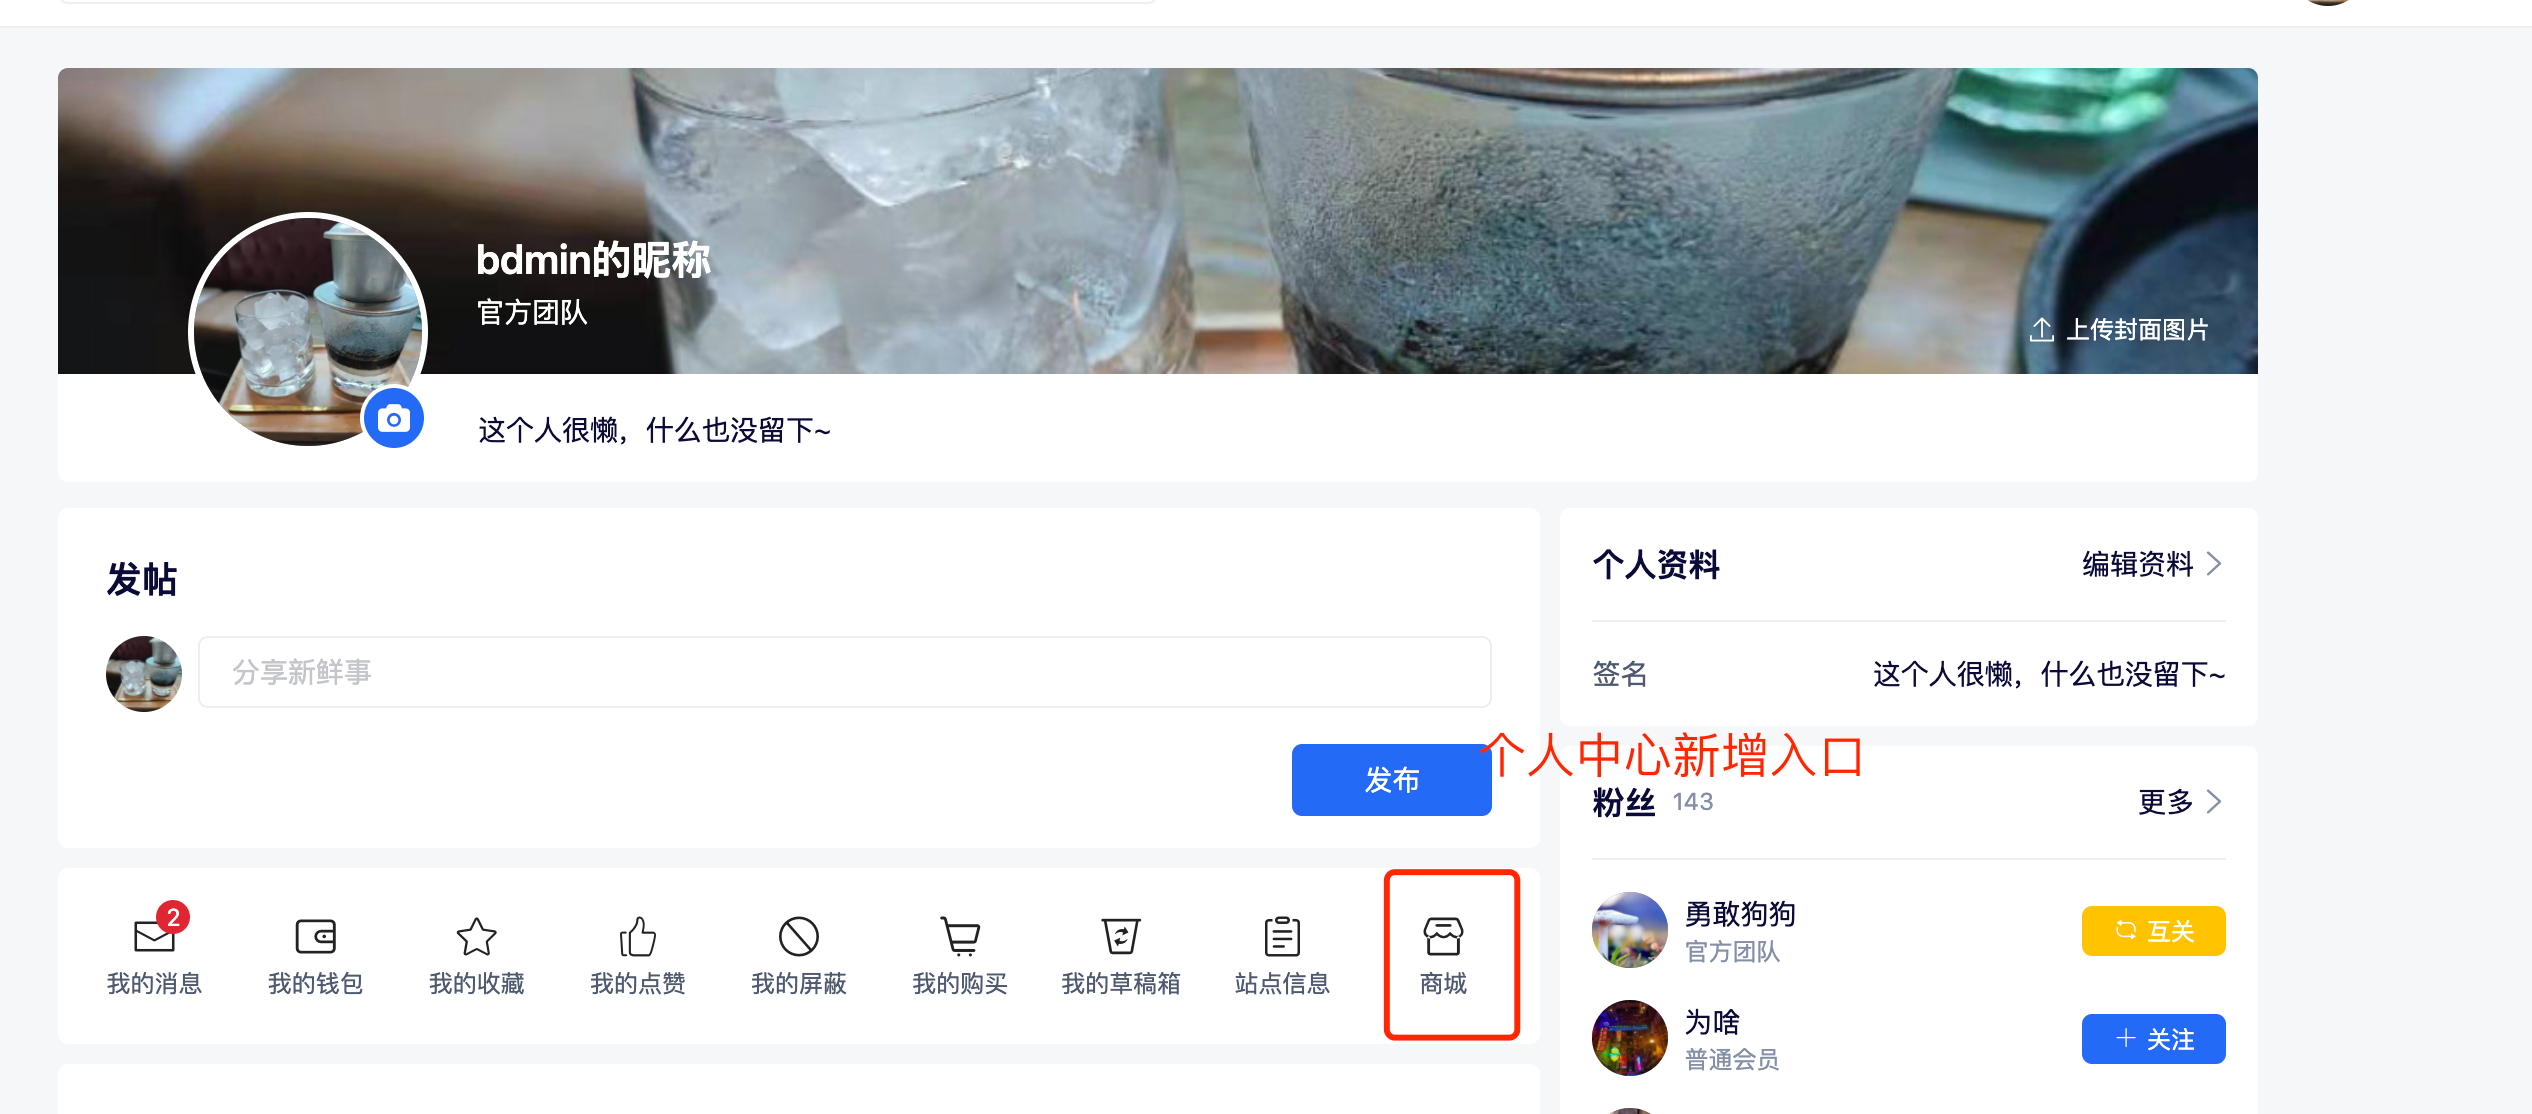 bdmin的昵称
官方团队
上传封面图片
这个人很懒，什么也没留下~
发帖
分享新鲜事
发布
2
我的消息
我的钱包
我的收藏
我的点赞
我的屏蔽
我的购买
我的草稿箱
站点信息
商城
个人资料
编辑资料
签名
这个人很懒，什么也没留下~
个人中心新增入口
粉丝 143
更多
勇敢狗狗
官方团队
互关
为啥
普通会员
关注